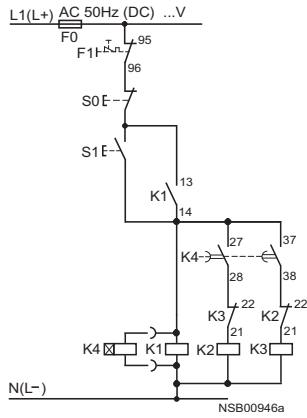 L1(L+) AC 50Hz (DC) ...V
F0
F1 95
96
S0
S1
13
K1
14
27 37
K4
28 38
K3 22 K2 22
21 21
K4 K1 K2 K3
N(L–)
NSB00946a